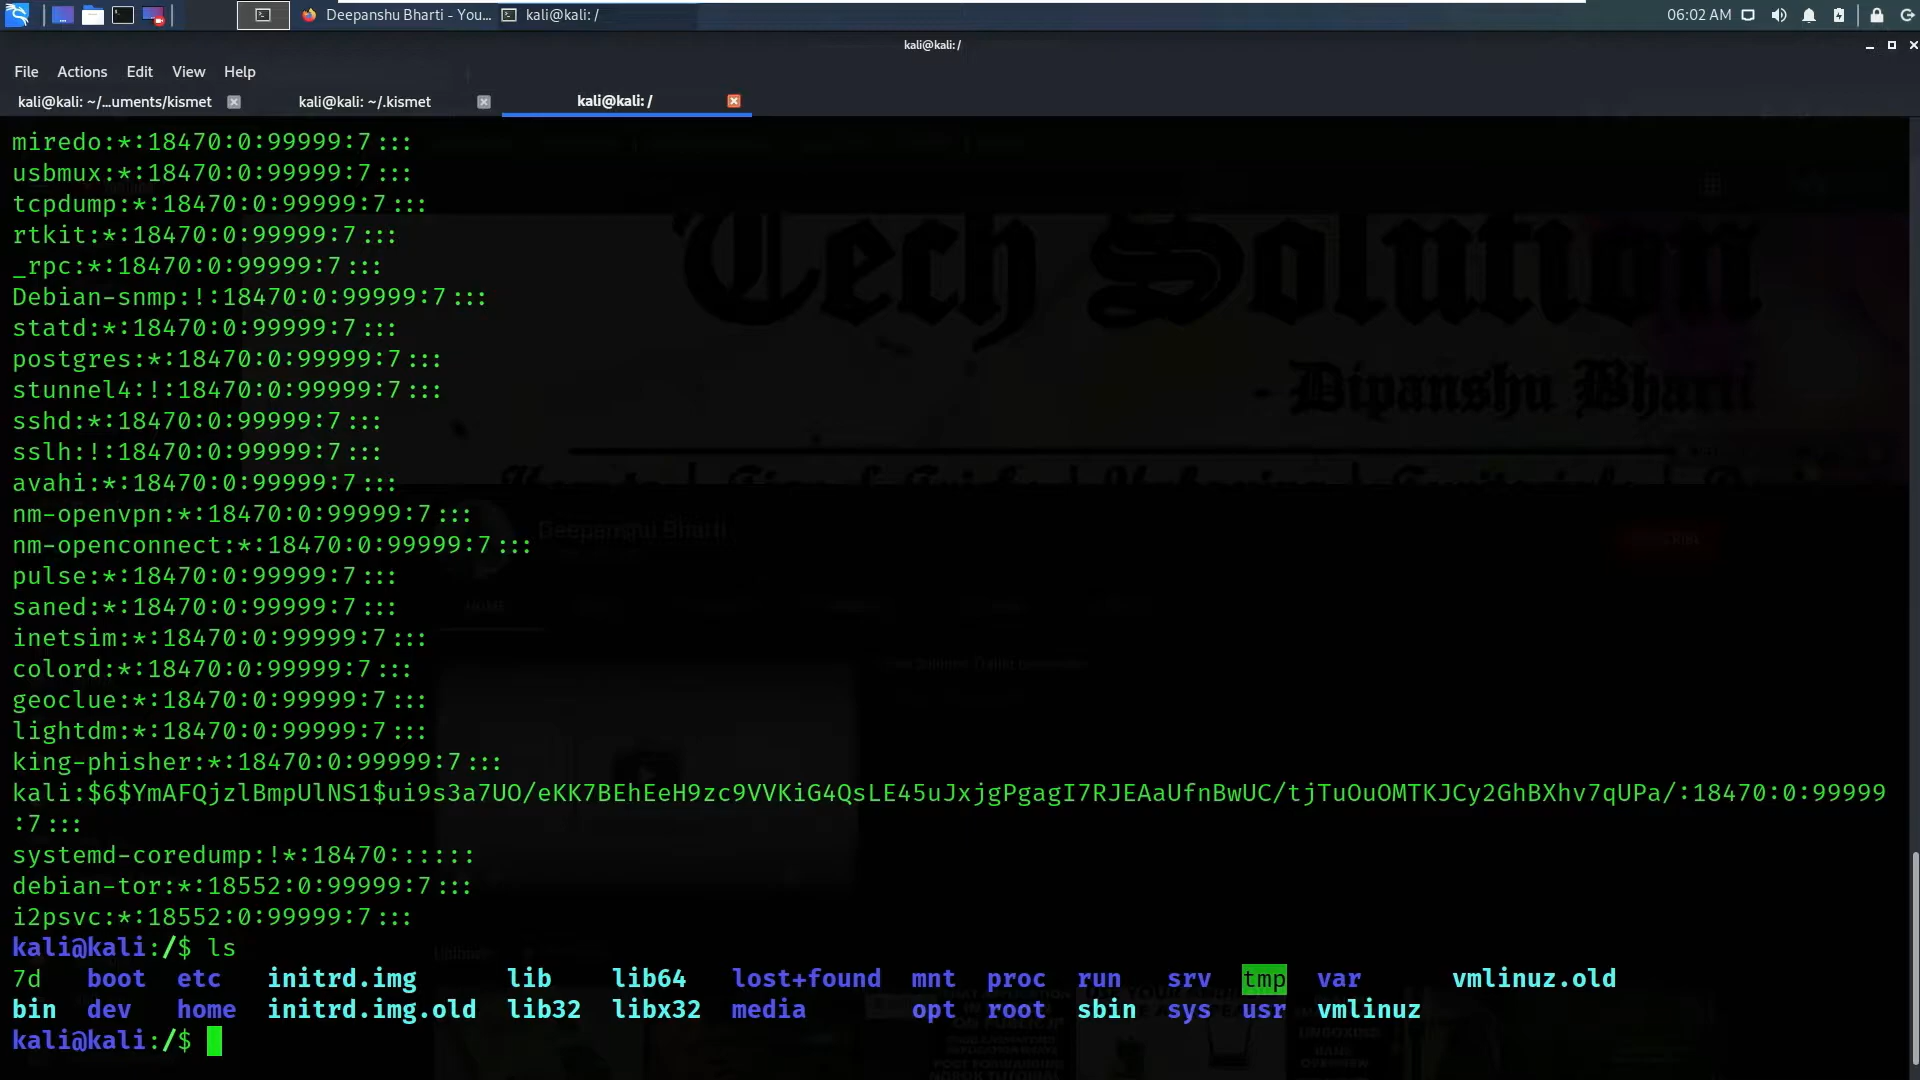 Deepanshu Bharti - You...
kali@kali: /
06:02 AM
kali@kali: /
File Actions Edit View Help
kali@kali: ~/...uments/kismet
kali@kali: ~/.kismet
kali@kali: /
miredo:*:18470:0:99999:7:::
usbmux:*:18470:0:99999:7:::
tcpdump:*:18470:0:99999:7:::
rtkit:*:18470:0:99999:7:::
_rpc:*:18470:0:99999:7:::
Debian-snmp:!:18470:0:99999:7:::
statd:*:18470:0:99999:7:::
postgres:*:18470:0:99999:7:::
stunnel4:!:18470:0:99999:7:::
sshd:*:18470:0:99999:7:::
sslh:!:18470:0:99999:7:::
avahi:*:18470:0:99999:7:::
nm-openvpn:*:18470:0:99999:7:::
nm-openconnect:*:18470:0:99999:7:::
pulse:*:18470:0:99999:7:::
saned:*:18470:0:99999:7:::
inetsim:*:18470:0:99999:7:::
colord:*:18470:0:99999:7:::
geoclue:*:18470:0:99999:7:::
lightdm:*:18470:0:99999:7:::
king-phisher:*:18470:0:99999:7:::
kali:$6$YmAFQjzlBmpUlNS1$ui9s3a7UO/eKK7BEhEeH9zc9VVKiG4QsLE45uJxjgPgagI7RJEAaUfnBwUC/tjTuOuOMTKJCy2GhBXhv7qUPa/:18470:0:99999
:7:::
systemd-coredump:!*:18470::::::
debian-tor:*:18552:0:99999:7:::
i2psvc:*:18552:0:99999:7:::
kali@kali:/$ ls
7d boot etc initrd.img lib lib64 lost+found mnt proc run srv tmp var vmlinuz.old
bin dev home initrd.img.old lib32 libx32 media opt root sbin sys usr vmlinuz
kali@kali:/$
Tech Solution
- Dipanshu Bharti
Deepanshu Bharti
HOME